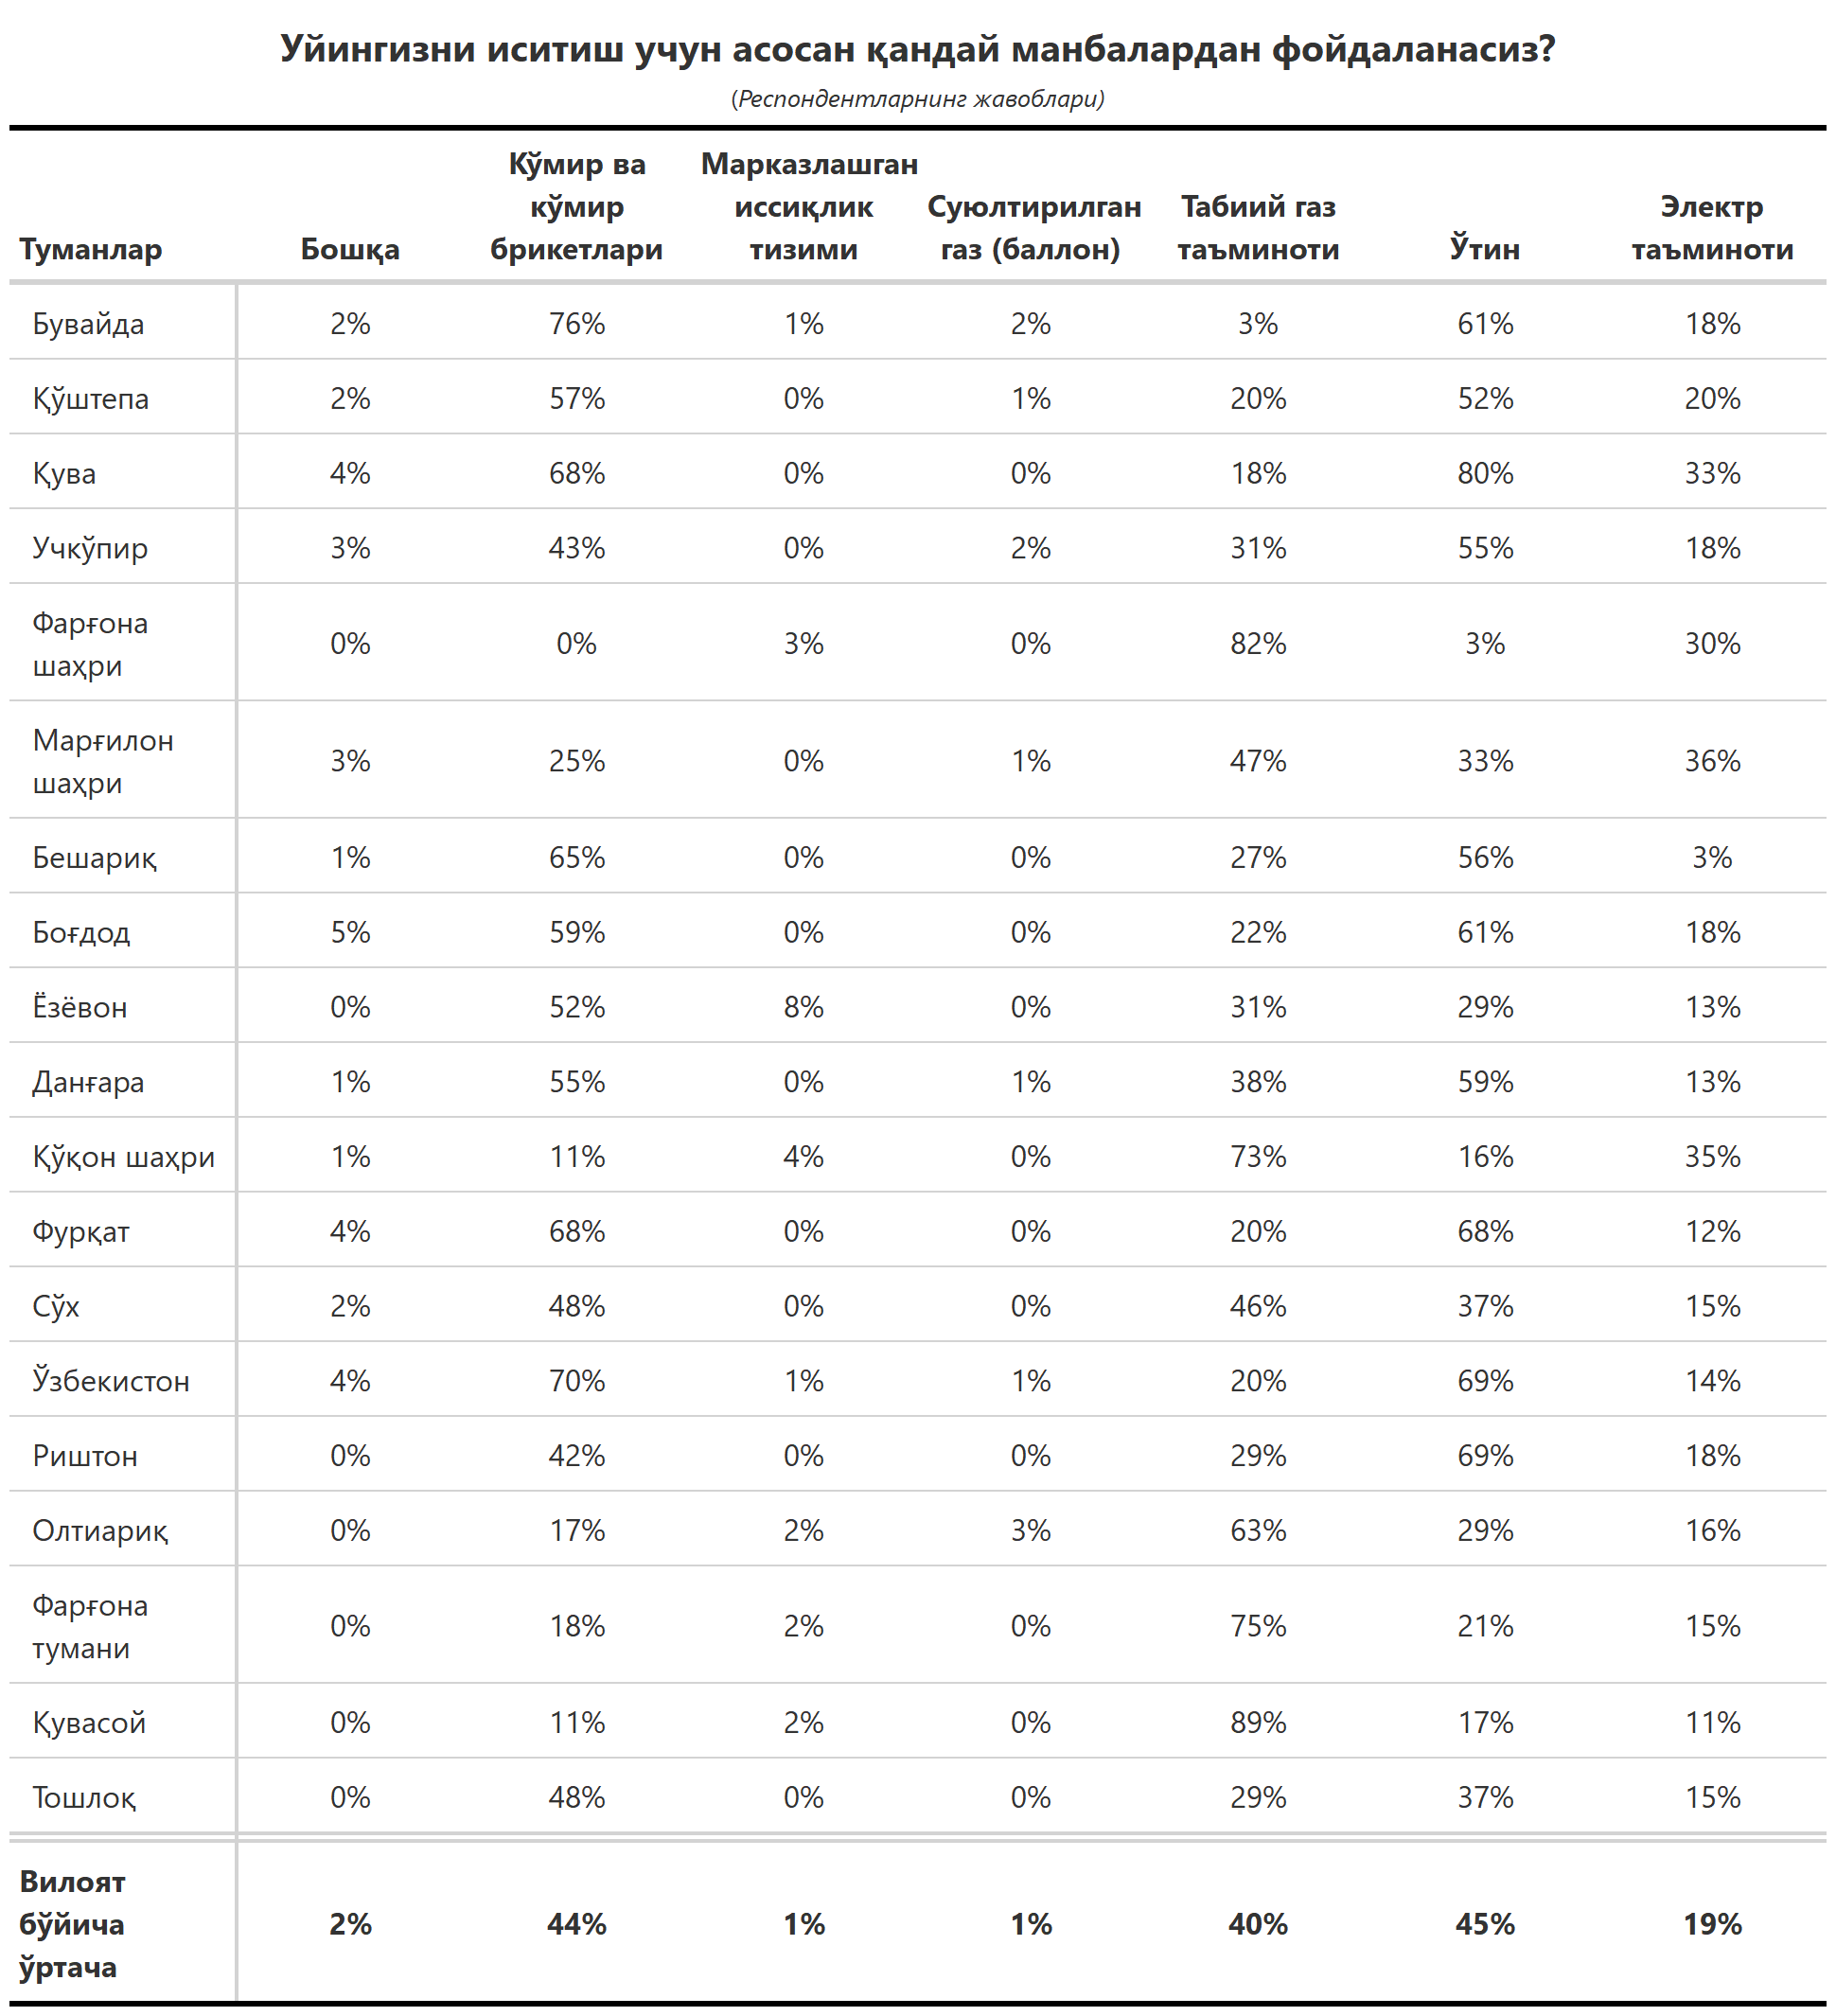 Уйингизни иситиш учун асосан қандай манбалардан фойдаланасиз?
(Респондентларнинг жавоблари)
Туманлар Бошқа Кўмир ва кўмир брикетлари Марказлашган иссиқлик тизими Суюлтирилган газ (баллон) Табиий газ таъминоти Ўтин Электр таъминоти
Бувайда 2% 76% 1% 2% 3% 61% 18%
Қўштепа 2% 57% 0% 1% 20% 52% 20%
Қува 4% 68% 0% 0% 18% 80% 33%
Учкўпир 3% 43% 0% 2% 31% 55% 18%
Фарғона шаҳри 0% 0% 3% 0% 82% 3% 30%
Марғилон шаҳри 3% 25% 0% 1% 47% 33% 36%
Бешариқ 1% 65% 0% 0% 27% 56% 3%
Боғдод 5% 59% 0% 0% 22% 61% 18%
Ёзёвон 0% 52% 8% 0% 31% 29% 13%
Данғара 1% 55% 0% 1% 38% 59% 13%
Қўқон шаҳри 1% 11% 4% 0% 73% 16% 35%
Фурқат 4% 68% 0% 0% 20% 68% 12%
Сўх 2% 48% 0% 0% 46% 37% 15%
Ўзбекистон 4% 70% 1% 1% 20% 69% 14%
Риштон 0% 42% 0% 0% 29% 69% 18%
Олтиариқ 0% 17% 2% 3% 63% 29% 16%
Фарғона тумани 0% 18% 2% 0% 75% 21% 15%
Қувасой 0% 11% 2% 0% 89% 17% 11%
Тошлоқ 0% 48% 0% 0% 29% 37% 15%
Вилоят бўйича ўртача 2% 44% 1% 1% 40% 45% 19%